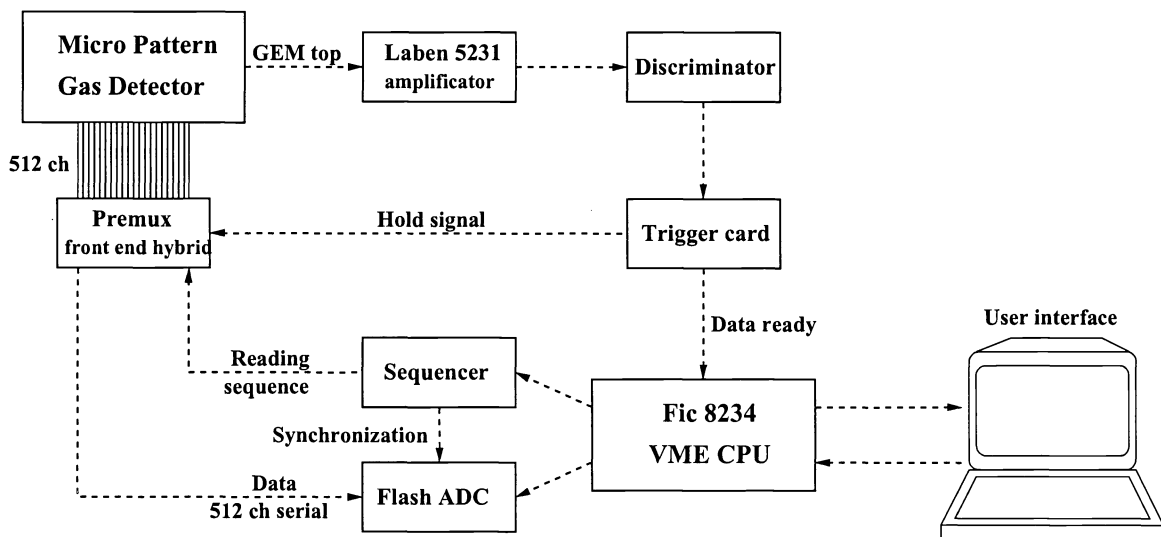 Micro Pattern
Gas Detector
GEM top
Laben 5231
amplificator
Discriminator
512 ch
Premux
front end hybrid
Hold signal
Trigger card
Data ready
User interface
Reading
sequence
Sequencer
Fic 8234
VME CPU
Synchronization
Data
512 ch serial
Flash ADC